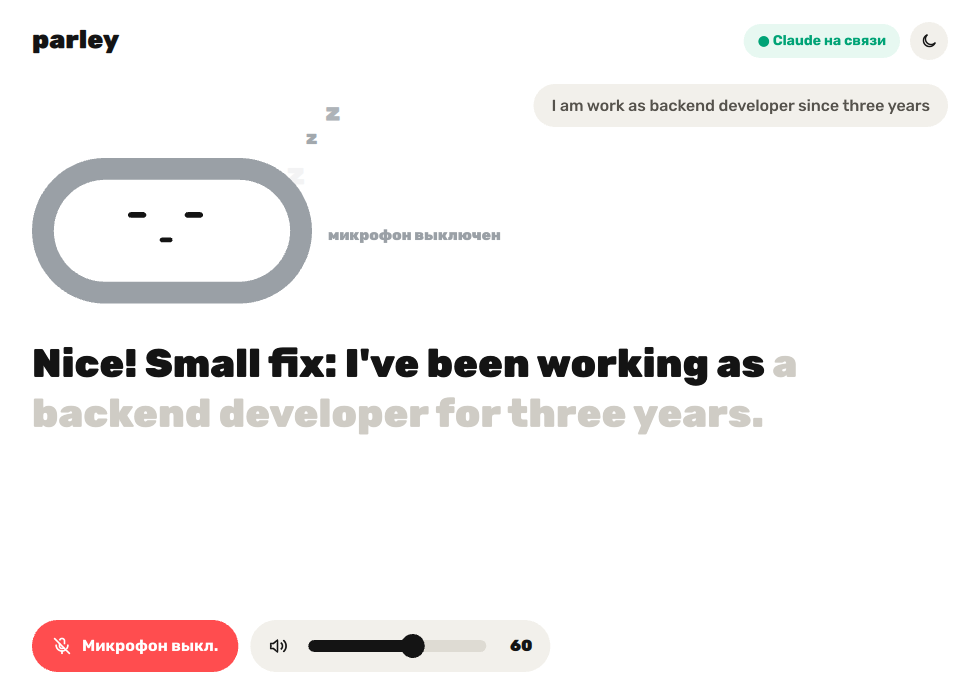 parley
Claude на связи
I am work as backend developer since three years
z
z
z
микрофон выключен
Nice! Small fix: I've been working as a
backend developer for three years.
Микрофон выкл.
60